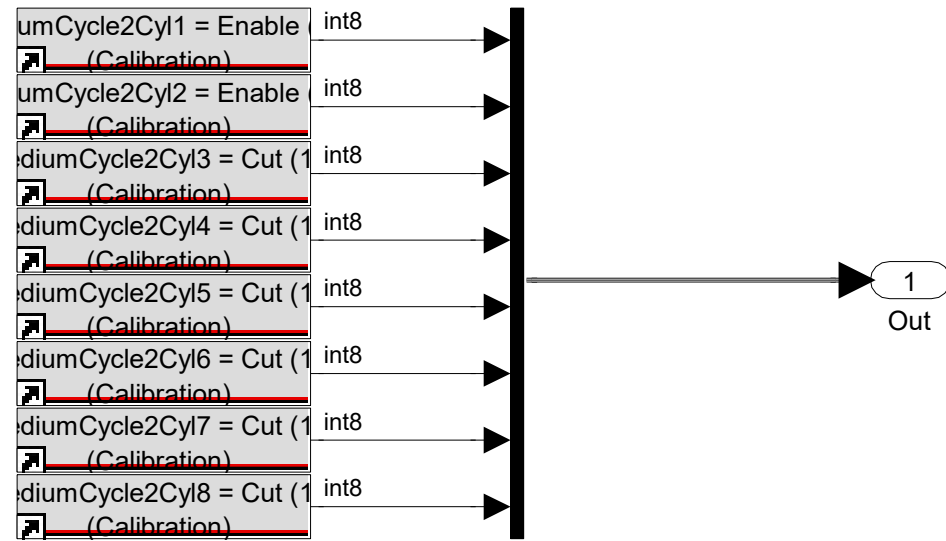 umCycle2Cyl1 = Enable (
(Calibration)
int8
umCycle2Cyl2 = Enable (
(Calibration)
int8
ediumCycle2Cyl3 = Cut (1
(Calibration)
int8
ediumCycle2Cyl4 = Cut (1
(Calibration)
int8
ediumCycle2Cyl5 = Cut (1
(Calibration)
int8
ediumCycle2Cyl6 = Cut (1
(Calibration)
int8
ediumCycle2Cyl7 = Cut (1
(Calibration)
int8
ediumCycle2Cyl8 = Cut (1
(Calibration)
int8
1
Out